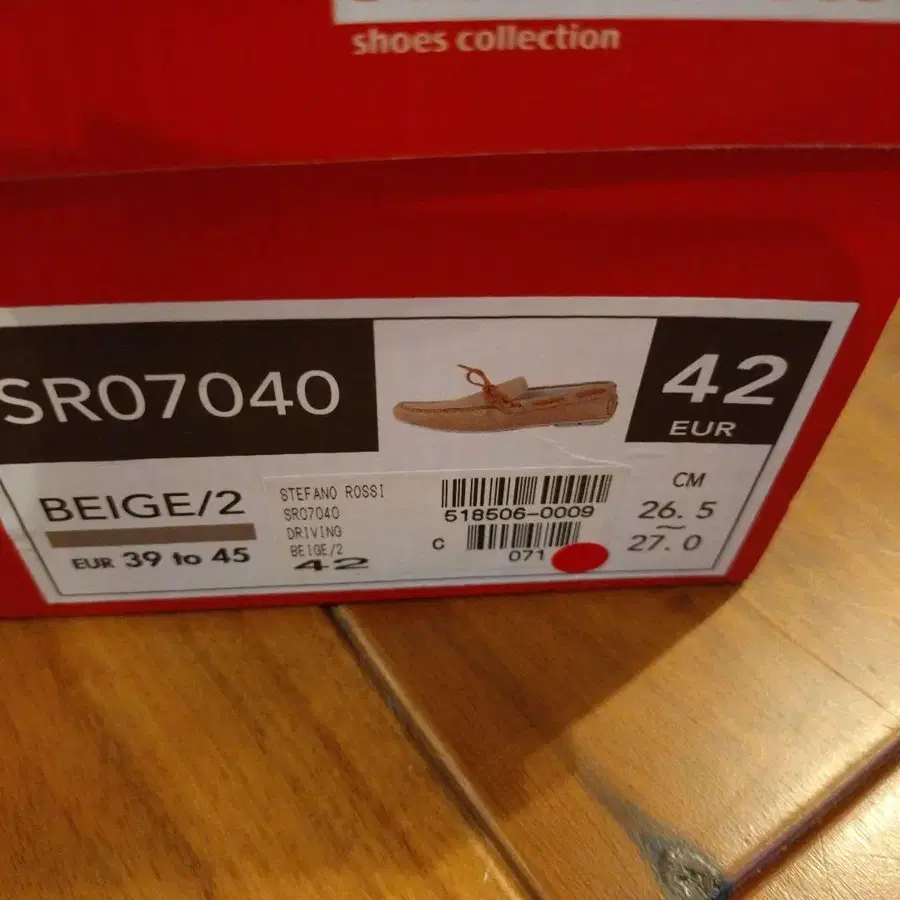 shoes collection
SR07040
42
EUR
BEIGE/2
EUR 39 to 45
STEFANO ROSSI
SR07040
DRIVING
BEIGE/2
42
518506-0009
C
071
CM
26.5
~
27.0